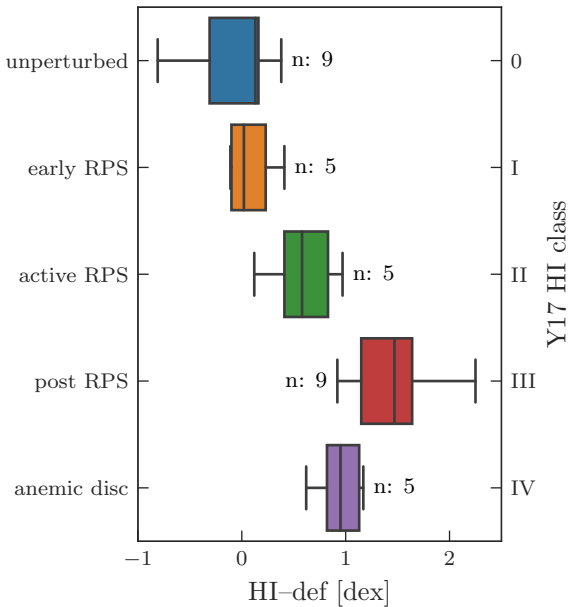 unperturbed n: 9 0
early RPS n: 5 I
active RPS n: 5 II
post RPS n: 9 III
anemic disc n: 5 IV
Y17 HI class
−1 0 1 2
HI–def [dex]